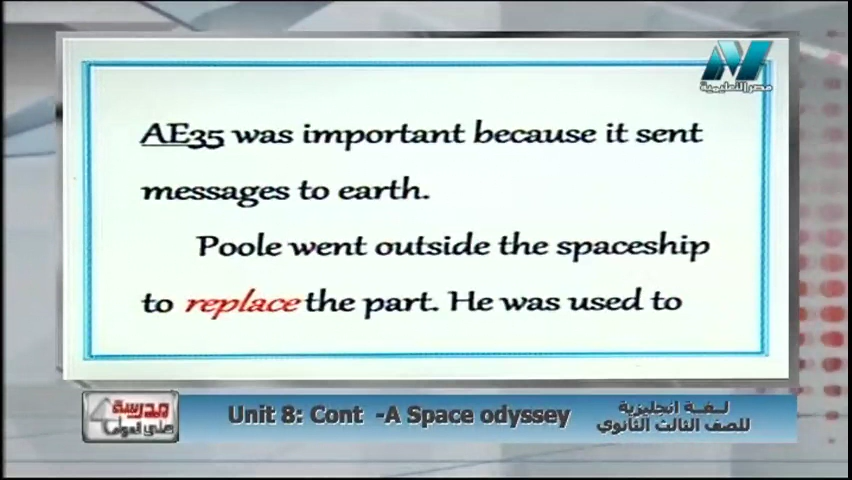 مصر التعليمية
AE35 was important because it sent
messages to earth.
Poole went outside the spaceship
to replace the part. He was used to
مدرسة
على الهواء
Unit 8: Cont -A Space odyssey
لغة انجليزية
للصف الثالث الثانوي